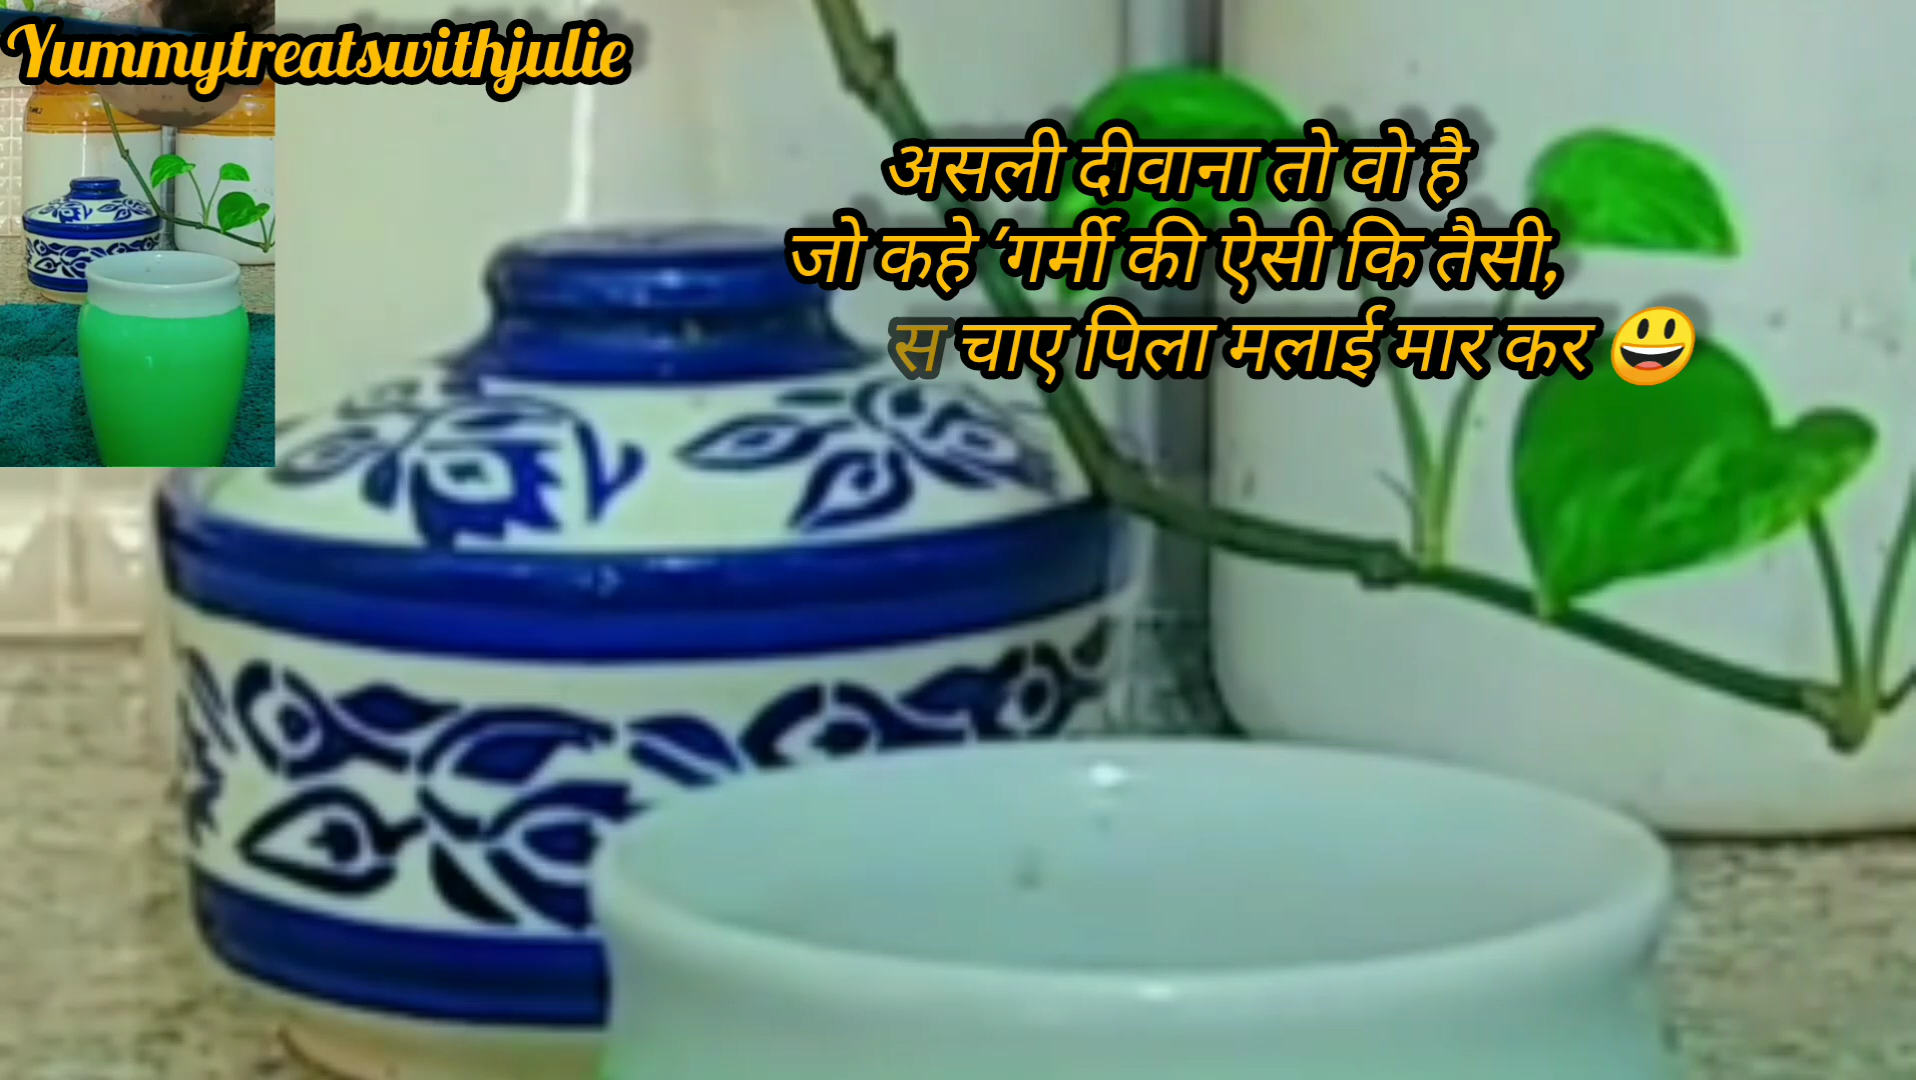 Yummytreatswithjulie
असली दीवाना तो वो है
जो कहे ‘गर्मी की ऐसी कि तैसी,
स चाए पिला मलाई मार कर 😃